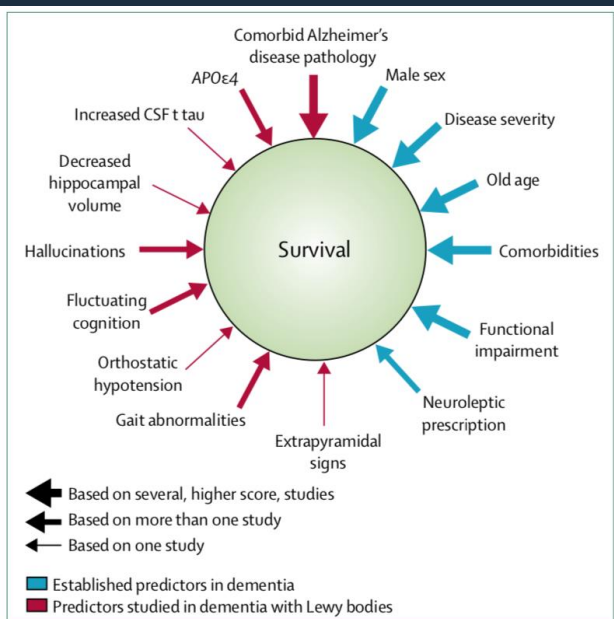 Comorbid Alzheimer's
disease pathology
Male sex
Disease severity
Old age
Comorbidities
Functional
impairment
Neuroleptic
prescription
Extrapyramidal
signs
Gait abnormalities
Orthostatic
hypotension
Fluctuating
cognition
Hallucinations
Decreased
hippocampal
volume
Increased CSF t tau
APOε4
Survival
Based on several, higher score, studies
Based on more than one study
Based on one study
Established predictors in dementia
Predictors studied in dementia with Lewy bodies